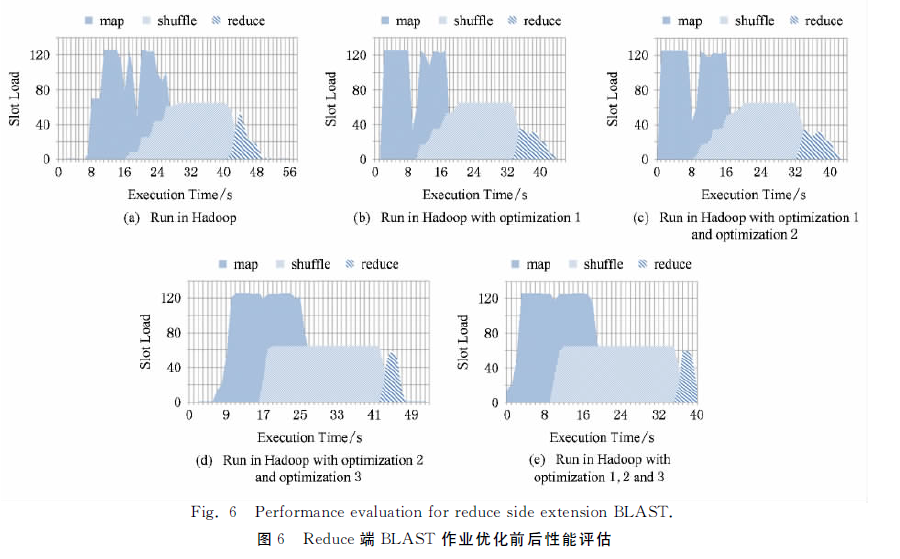 map shuffle reduce
120
80
40
0
Slot Load
0 8 16 24 32 40 48 56
Execution Time/s
(a) Run in Hadoop
map shuffle reduce
120
80
40
0
Slot Load
0 8 16 24 32 40
Execution Time/s
(b) Run in Hadoop with optimization 1
map shuffle reduce
120
80
40
0
Slot Load
0 8 16 24 32 40
Execution Time/s
(c) Run in Hadoop with optimization 1
and optimization 2
map shuffle reduce
120
80
40
0
Slot Load
0 9 17 25 33 41 49
Execution Time/s
(d) Run in Hadoop with optimization 2
and optimization 3
map shuffle reduce
120
80
40
0
Slot Load
0 8 16 24 32 40
Execution Time/s
(e) Run in Hadoop with
optimization 1, 2 and 3
Fig. 6 Performance evaluation for reduce side extension BLAST.
图 6 Reduce 端 BLAST 作业优化前后性能评估